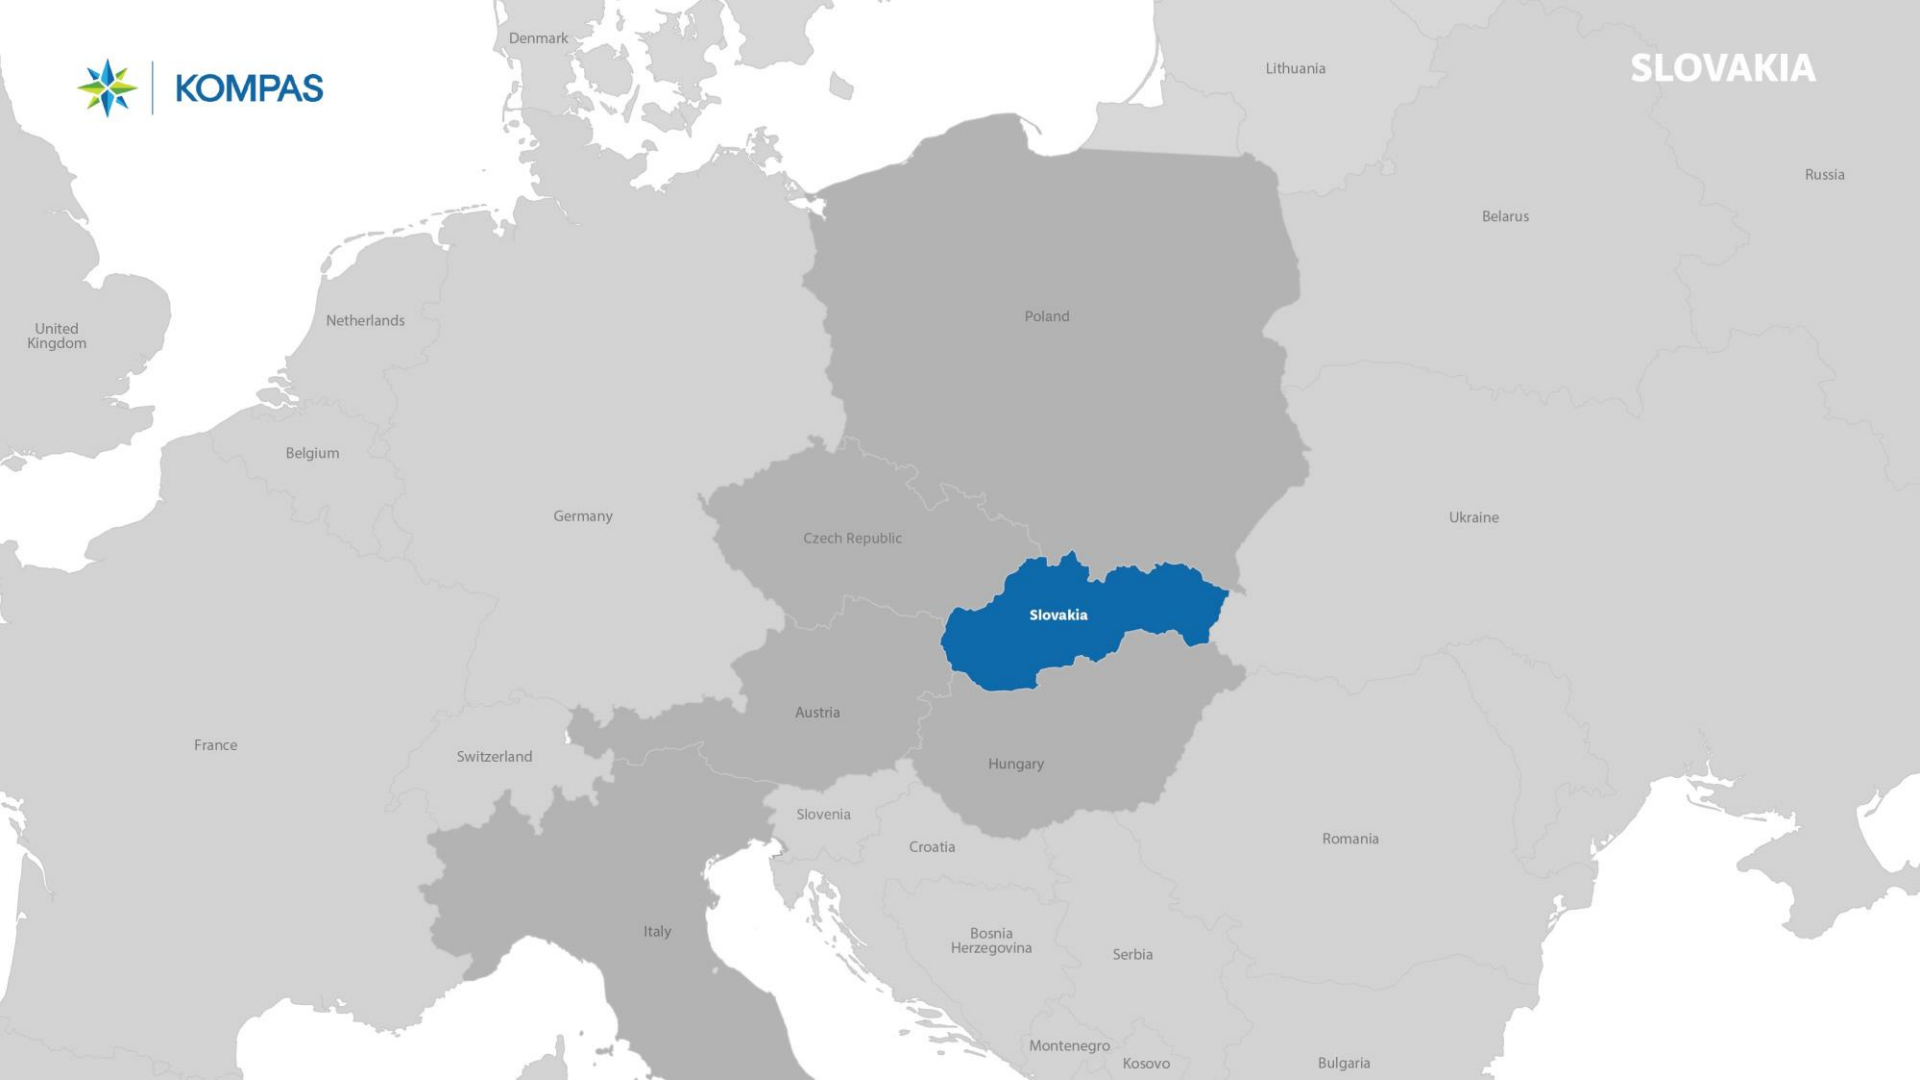 Denmark
KOMPAS
SLOVAKIA
Lithuania
Russia
Belarus
United
Kingdom
Netherlands
Poland
Belgium
Germany
Czech Republic
Ukraine
Slovakia
Austria
France
Switzerland
Hungary
Slovenia
Croatia
Romania
Italy
Bosnia
Herzegovina
Serbia
Montenegro
Kosovo
Bulgaria